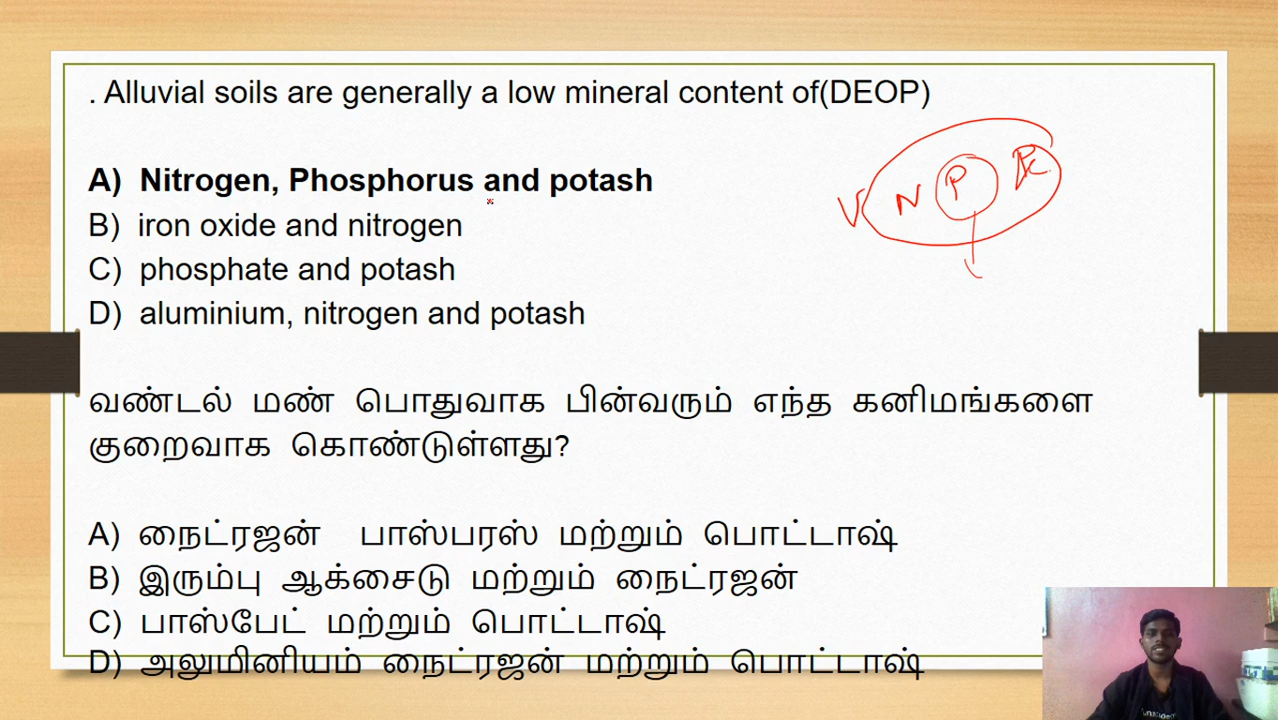 . Alluvial soils are generally a low mineral content of(DEOP)
A) Nitrogen, Phosphorus and potash
N P K
B) iron oxide and nitrogen
C) phosphate and potash
D) aluminium, nitrogen and potash
வண்டல் மண் பொதுவாக பின்வரும் எந்த கனிமங்களை
குறைவாக கொண்டுள்ளது?
A) நைட்ரஜன் பாஸ்பரஸ் மற்றும் பொட்டாஷ்
B) இரும்பு ஆக்சைடு மற்றும் நைட்ரஜன்
C) பாஸ்பேட் மற்றும் பொட்டாஷ்
D) அலுமினியம் நைட்ரஜன் மற்றும் பொட்டாஷ்